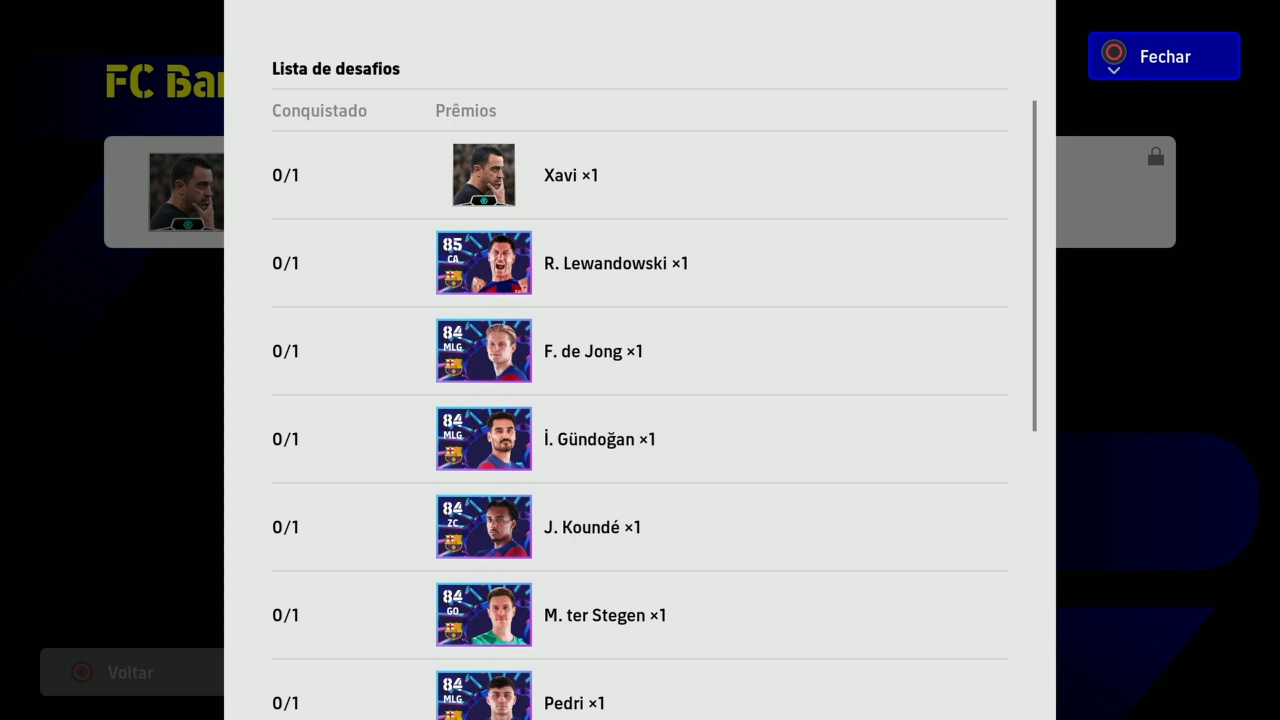 Lista de desafios
Fechar
FC Bar
Conquistado Prêmios
0/1 Xavi ×1
0/1 85 CA R. Lewandowski ×1
0/1 84 MLG F. de Jong ×1
0/1 84 MLG İ. Gündoğan ×1
0/1 84 ZC J. Koundé ×1
0/1 84 GO M. ter Stegen ×1
Voltar
0/1 84 MLG Pedri ×1